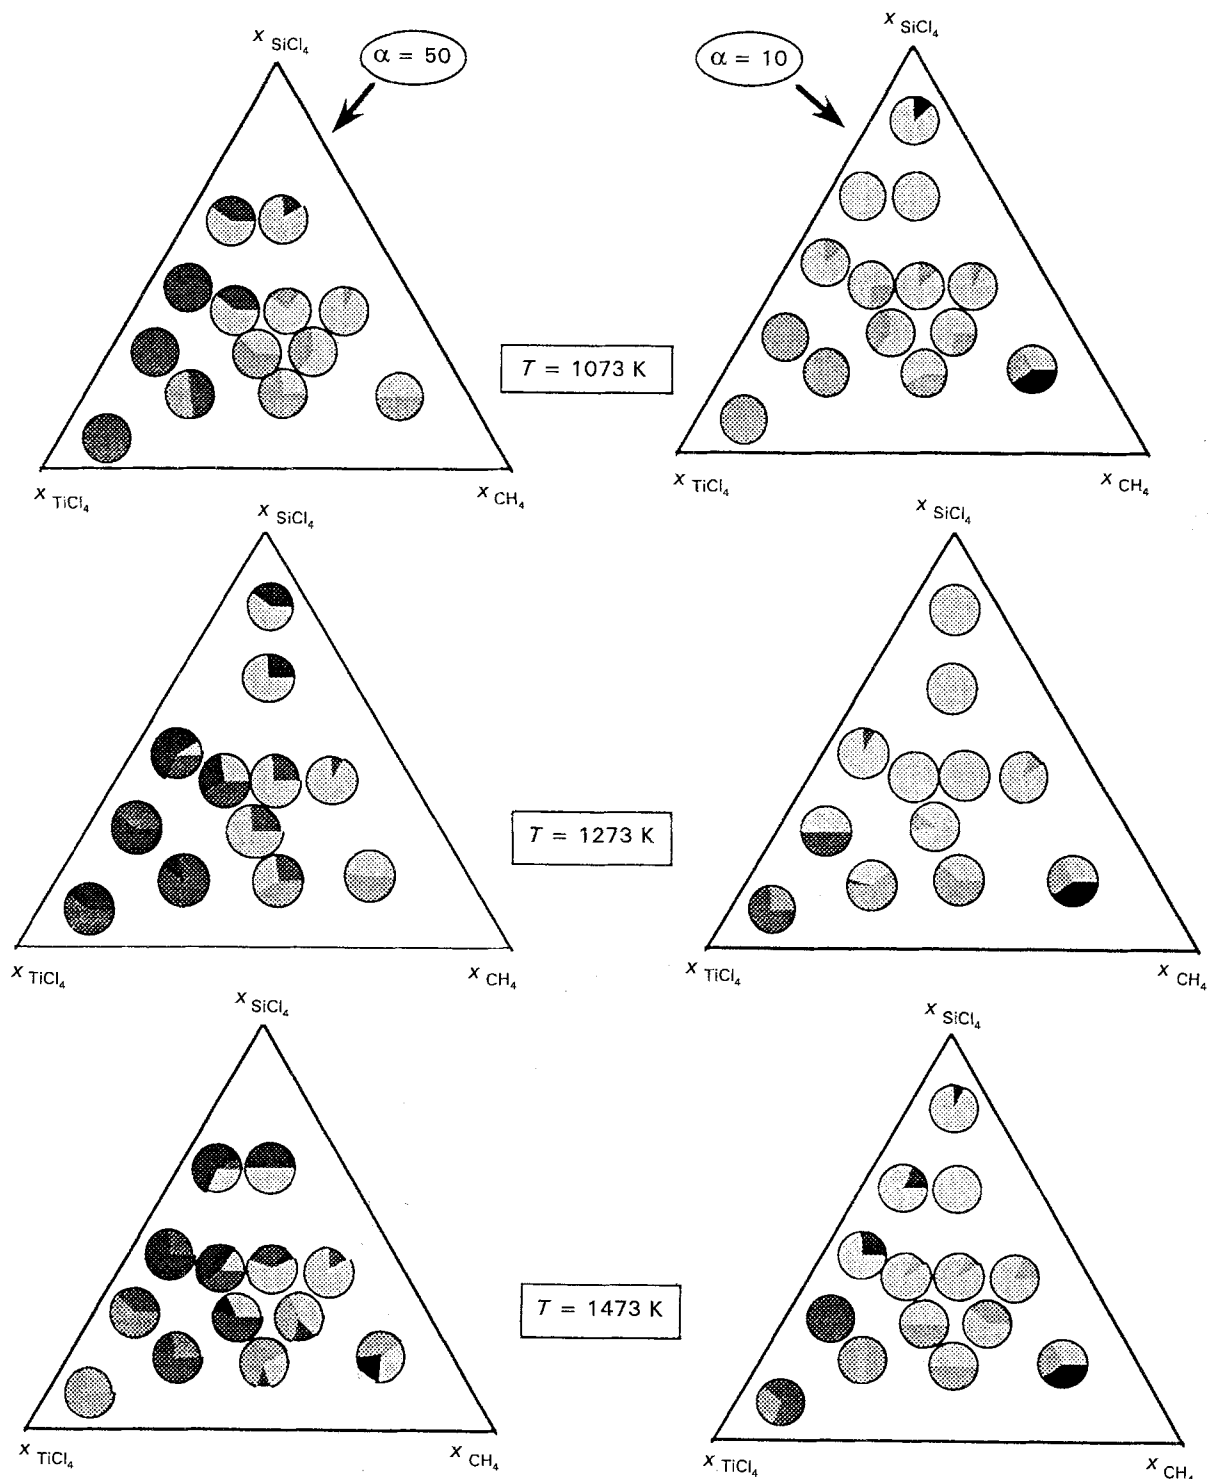 x SiCl₄
α = 50
α = 10
x SiCl₄
T = 1073 K
x TiCl₄
x CH₄
x TiCl₄
x CH₄
x SiCl₄
x SiCl₄
T = 1273 K
x TiCl₄
x CH₄
x TiCl₄
x CH₄
x SiCl₄
x SiCl₄
T = 1473 K
x TiCl₄
x CH₄
x TiCl₄
x CH₄